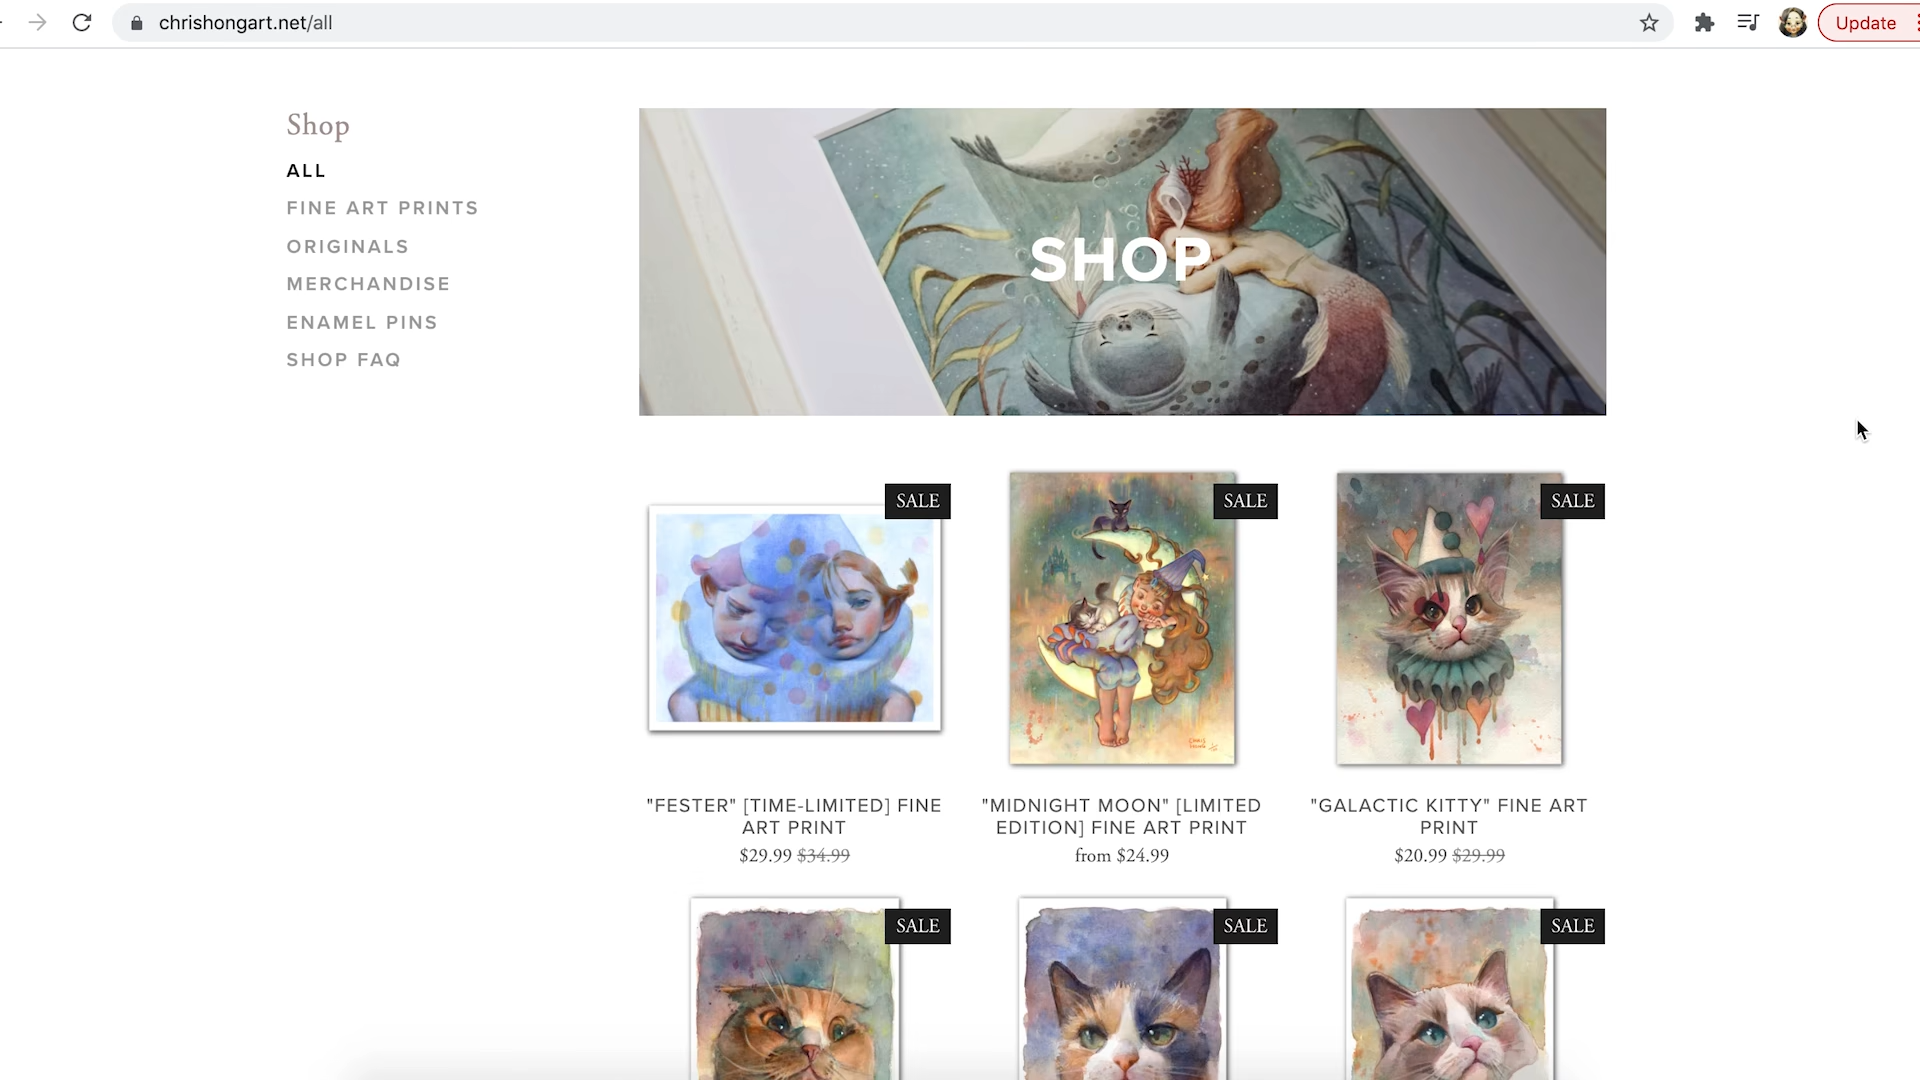 chrishongart.net/all
Update
Shop
ALL
FINE ART PRINTS
ORIGINALS
MERCHANDISE
ENAMEL PINS
SHOP FAQ
SHOP
SALE
SALE
SALE
"FESTER" [TIME-LIMITED] FINE
ART PRINT
$29.99 $34.99
"MIDNIGHT MOON" [LIMITED
EDITION] FINE ART PRINT
from $24.99
"GALACTIC KITTY" FINE ART
PRINT
$20.99 $29.99
SALE
SALE
SALE